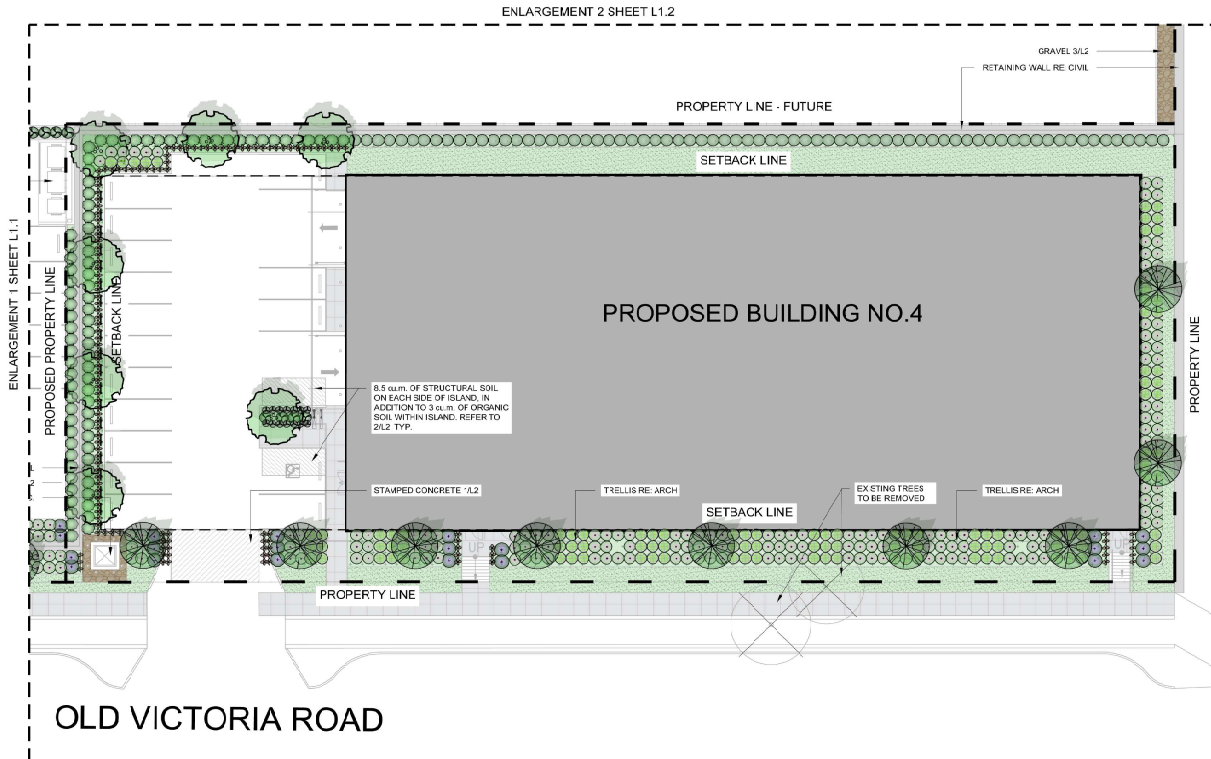 ENLARGEMENT 2 SHEET L1.2
GRAVEL 3/L2
RETAINING WALL RE: CIVIL
PROPERTY LINE - FUTURE
SETBACK LINE
ENLARGEMENT 1 SHEET L1.1
PROPOSED PROPERTY LINE
SETBACK LINE
PROPOSED BUILDING NO.4
PROPERTY LINE
8.5 cu.m. OF STRUCTURAL SOIL
ON EACH SIDE OF ISLAND, IN
ADDITION TO 3 cu.m. OF ORGANIC
SOIL WITHIN ISLAND. REFER TO
2/L2 TYP.
STAMPED CONCRETE 1/L2
TRELLIS RE: ARCH
EXISTING TREES
TO BE REMOVED
TRELLIS RE: ARCH
SETBACK LINE
UP
UP
PROPERTY LINE
OLD VICTORIA ROAD